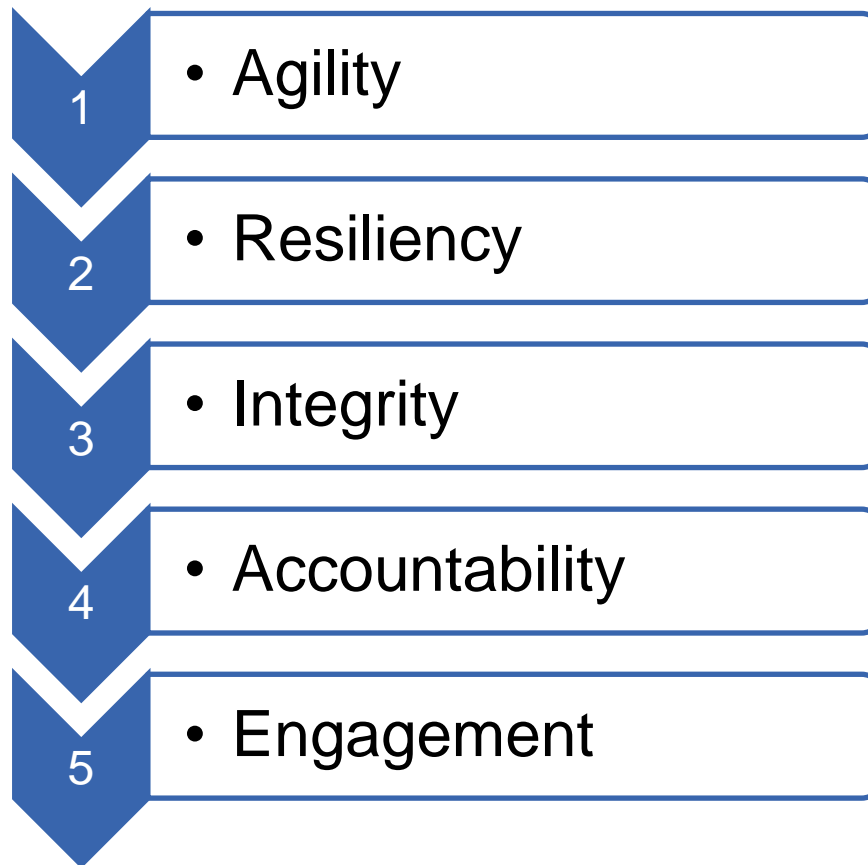 1
• Agility
2
• Resiliency
3
• Integrity
4
• Accountability
5
• Engagement